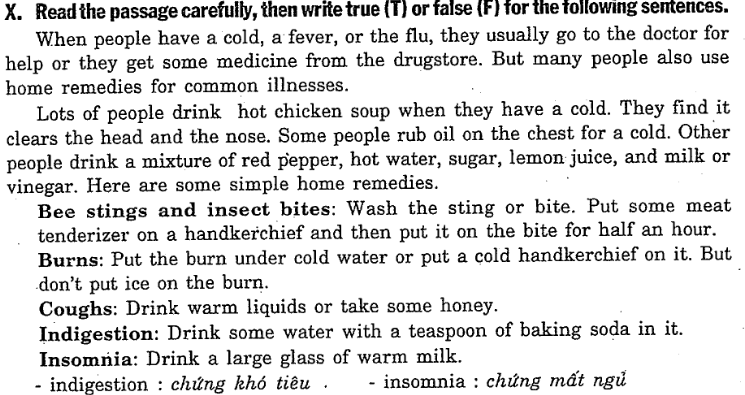 X. Read the passage carefully, then write true (T) or false (F) for the following sentences.
When people have a cold, a fever, or the flu, they usually go to the doctor for
help or they get some medicine from the drugstore. But many people also use
home remedies for common illnesses.
Lots of people drink hot chicken soup when they have a cold. They find it
clears the head and the nose. Some people rub oil on the chest for a cold. Other
people drink a mixture of red pepper, hot water, sugar, lemon juice, and milk or
vinegar. Here are some simple home remedies.
Bee stings and insect bites: Wash the sting or bite. Put some meat
tenderizer on a handkerchief and then put it on the bite for half an hour.
Burns: Put the burn under cold water or put a cold handkerchief on it. But
don't put ice on the burn.
Coughs: Drink warm liquids or take some honey.
Indigestion: Drink some water with a teaspoon of baking soda in it.
Insomnia: Drink a large glass of warm milk.
- indigestion : chứng khó tiêu . - insomnia : chứng mất ngủ